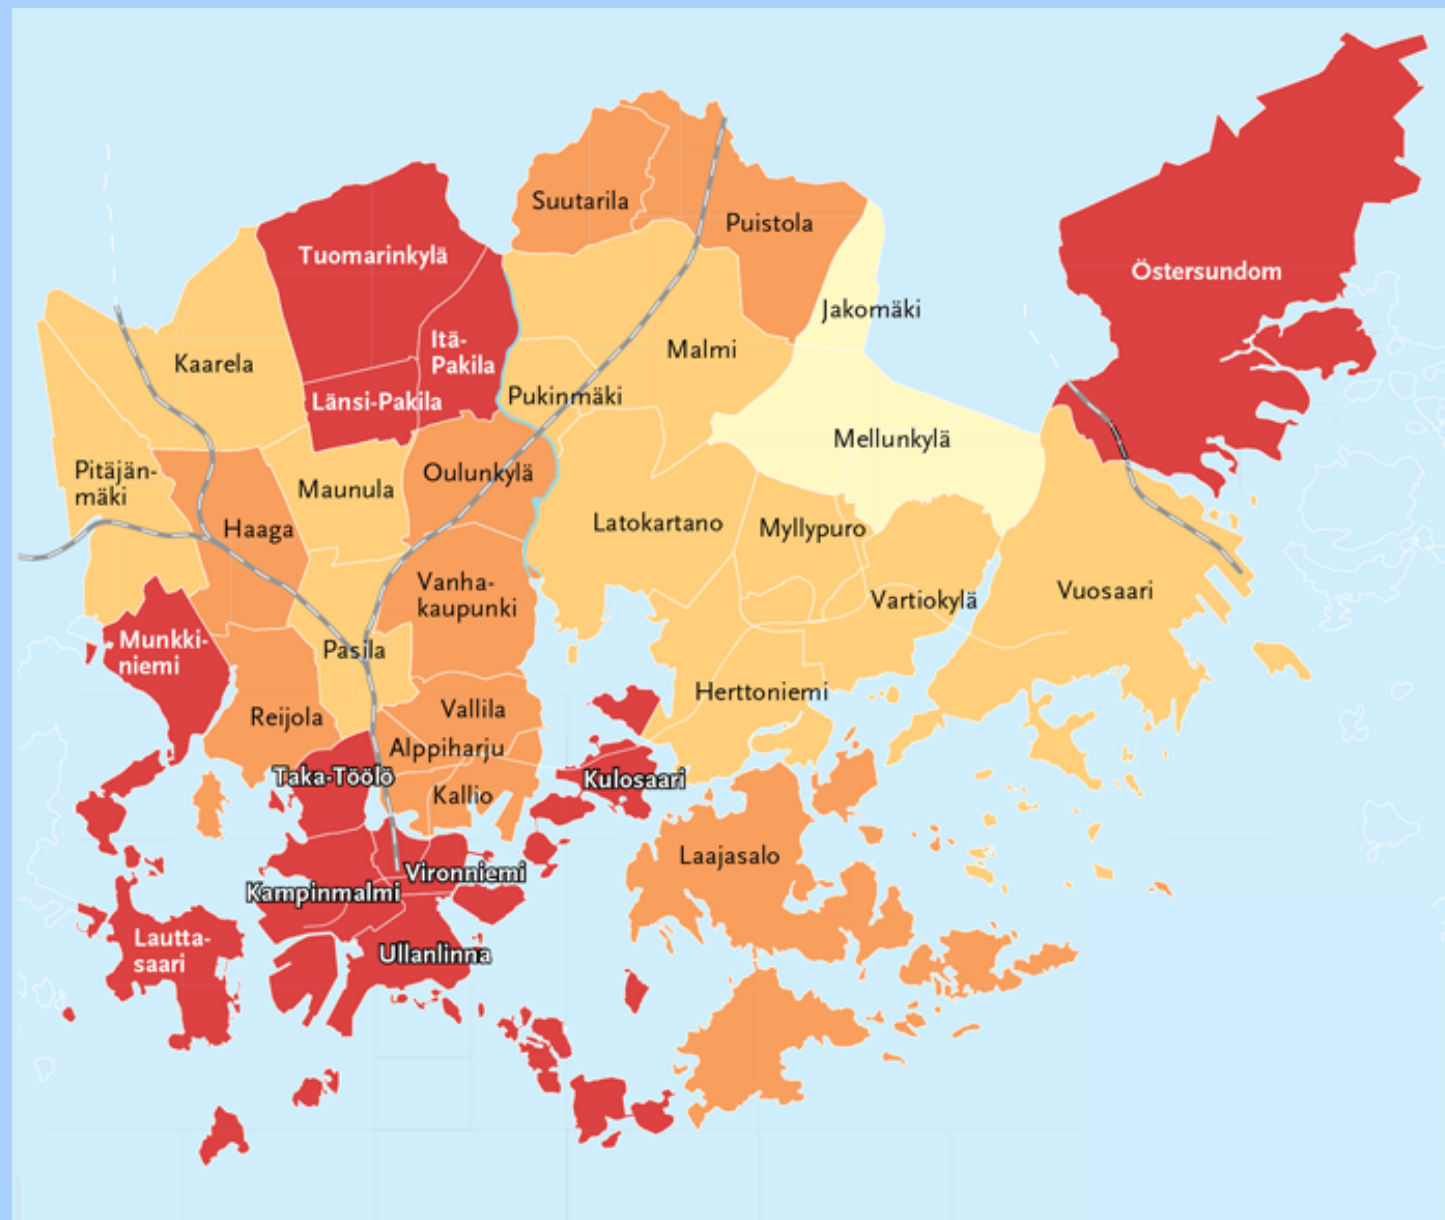 Suutarila
Puistola
Tuomarinkylä
Östersundom
Jakomäki
Itä-
Pakila
Malmi
Kaarela
Länsi-Pakila
Pukinmäki
Mellunkylä
Pitäjän-
mäki
Oulunkylä
Maunula
Haaga
Latokartano
Myllypuro
Vanha-
kaupunki
Vartiokylä
Vuosaari
Munkki-
niemi
Pasila
Herttoniemi
Reijola
Vallila
Alppiharju
Taka-Töölö
Kulosaari
Kallio
Laajasalo
Vironniemi
Kampinmalmi
Lautta-
saari
Ullanlinna